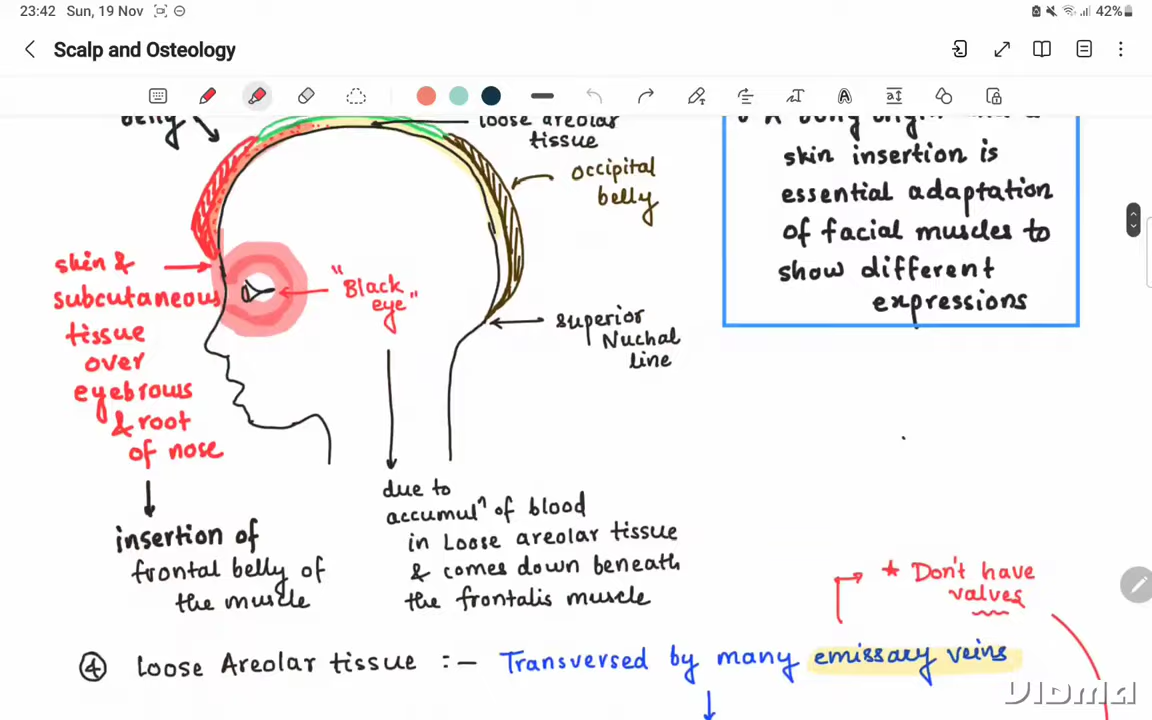 23:42 Sun, 19 Nov
42%
Scalp and Osteology
belly
loose areolar
tissue
occipital
belly
skin insertion is
essential adaptation
of facial muscles to
show different
expressions
skin &
subcutaneous
tissue
over
eyebrows
& root
of nose
"Black
eye"
superior
Nuchal
line
insertion of
frontal belly of
the muscle
due to
accumulⁿ of blood
in Loose areolar tissue
& comes down beneath
the frontalis muscle
* Don't have
valves
④ Loose Areolar tissue :- Transversed by many emissary veins
VIDMA